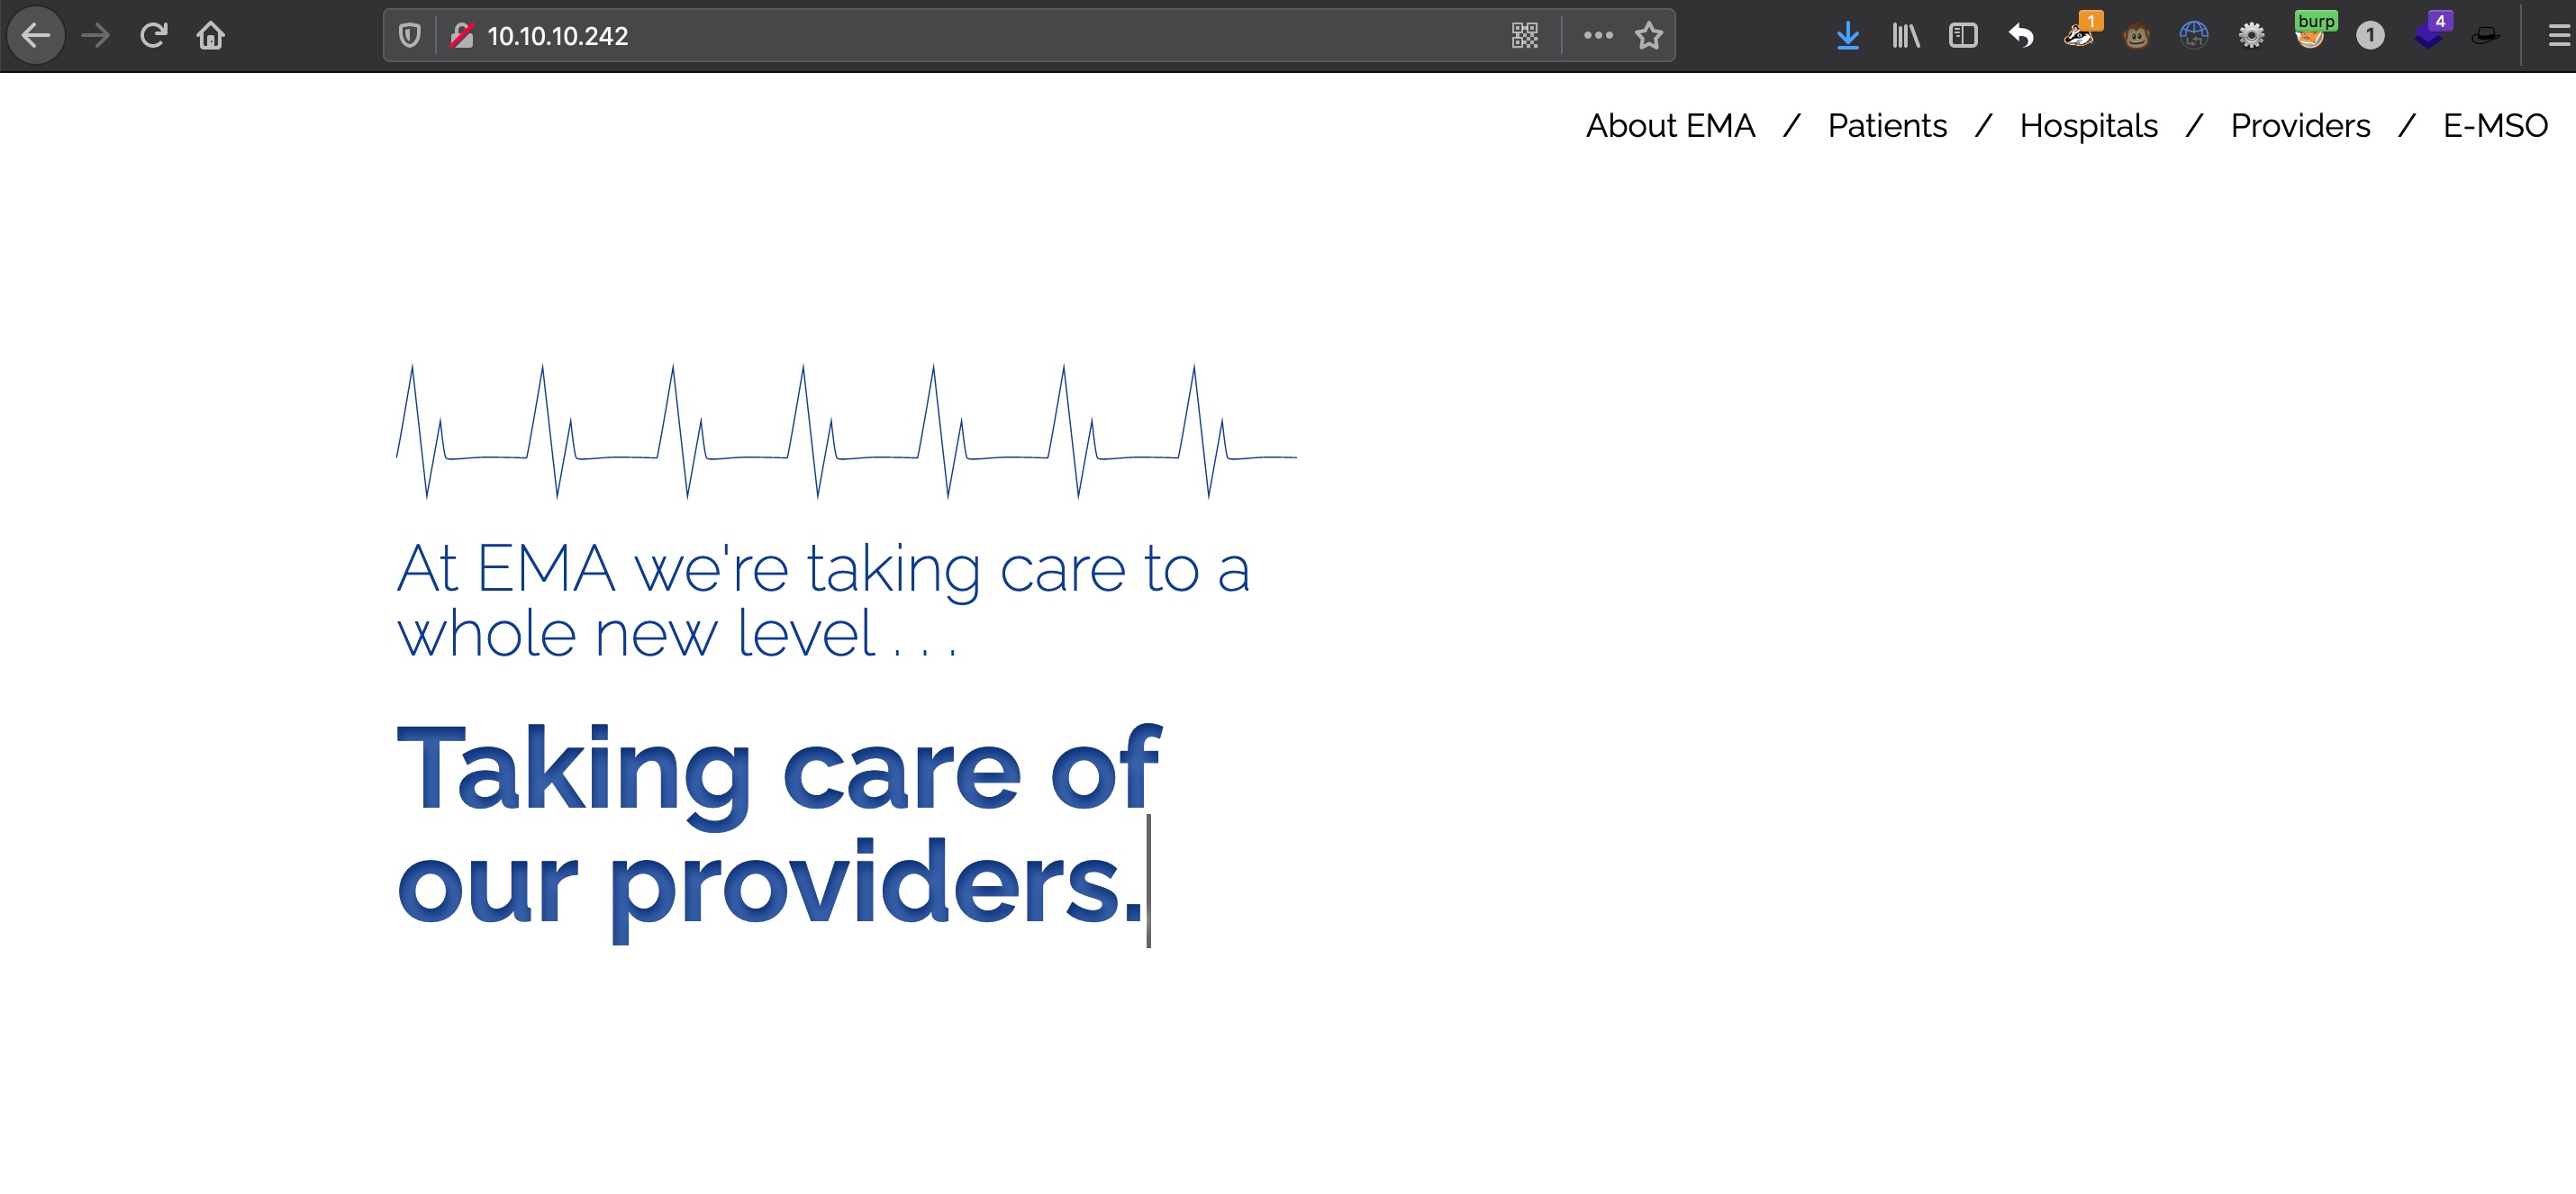 10.10.10.242
1
burp
1
4
About EMA / Patients / Hospitals / Providers / E-MSO
At EMA we're taking care to a
whole new level . . .
Taking care of
our providers.